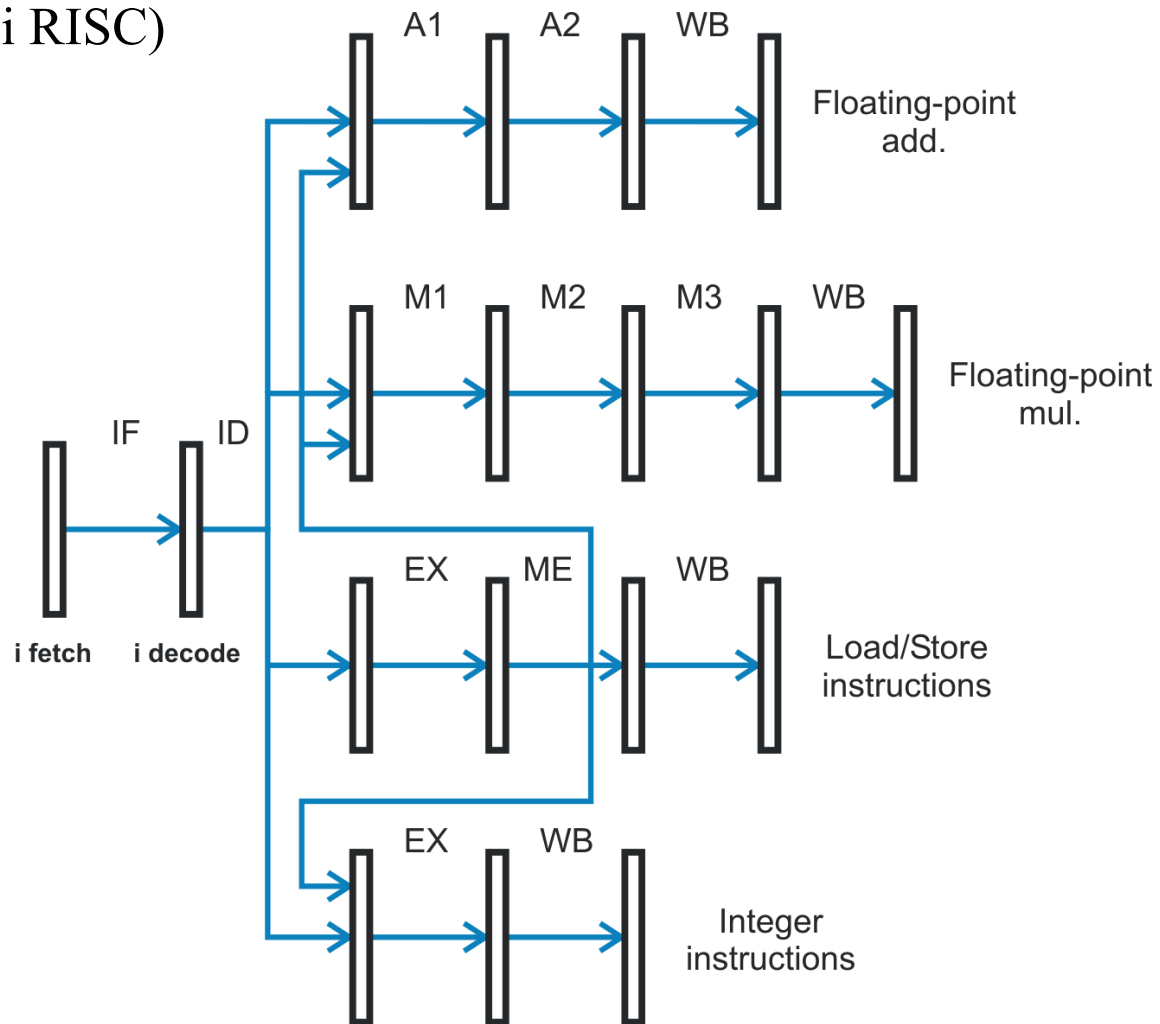 i RISC)
A1 A2 WB
Floating-point
add.
M1 M2 M3 WB
Floating-point
mul.
IF ID
i fetch i decode
EX ME WB
Load/Store
instructions
EX WB
Integer
instructions